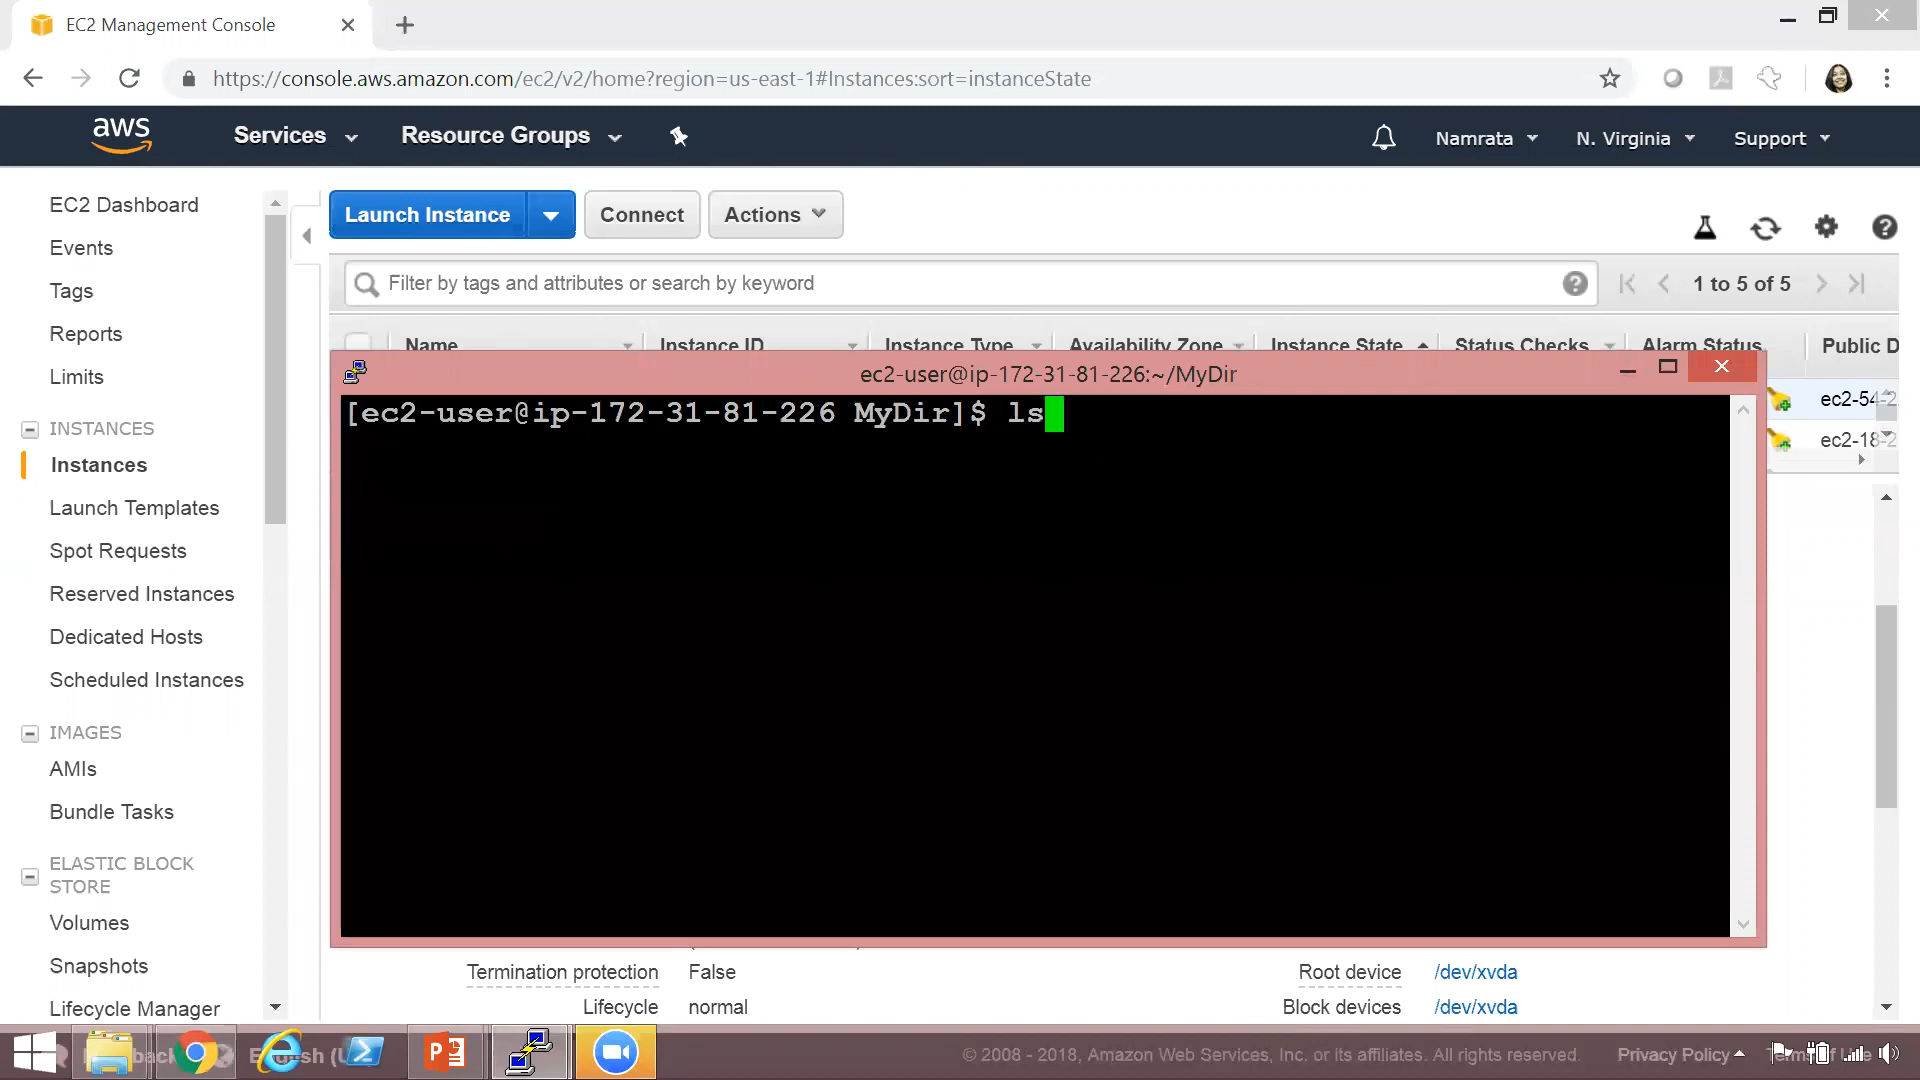 EC2 Management Console
https://console.aws.amazon.com/ec2/v2/home?region=us-east-1#Instances:sort=instanceState
aws
Services
Resource Groups
Namrata
N. Virginia
Support
EC2 Dashboard
Events
Tags
Reports
Limits
INSTANCES
Instances
Launch Templates
Spot Requests
Reserved Instances
Dedicated Hosts
Scheduled Instances
IMAGES
AMIs
Bundle Tasks
ELASTIC BLOCK
STORE
Volumes
Snapshots
Lifecycle Manager
Launch Instance
Connect
Actions
Filter by tags and attributes or search by keyword
1 to 5 of 5
Name
Instance ID
Instance Type
Availability Zone
Instance State
Status Checks
Alarm Status
Public D
ec2-54-2
ec2-18-2
ec2-user@ip-172-31-81-226:~/MyDir
[ec2-user@ip-172-31-81-226 MyDir]$ ls
Termination protection False
Root device /dev/xvda
Lifecycle normal
Block devices /dev/xvda
© 2008 - 2018, Amazon Web Services, Inc. or its affiliates. All rights reserved.
Privacy Policy